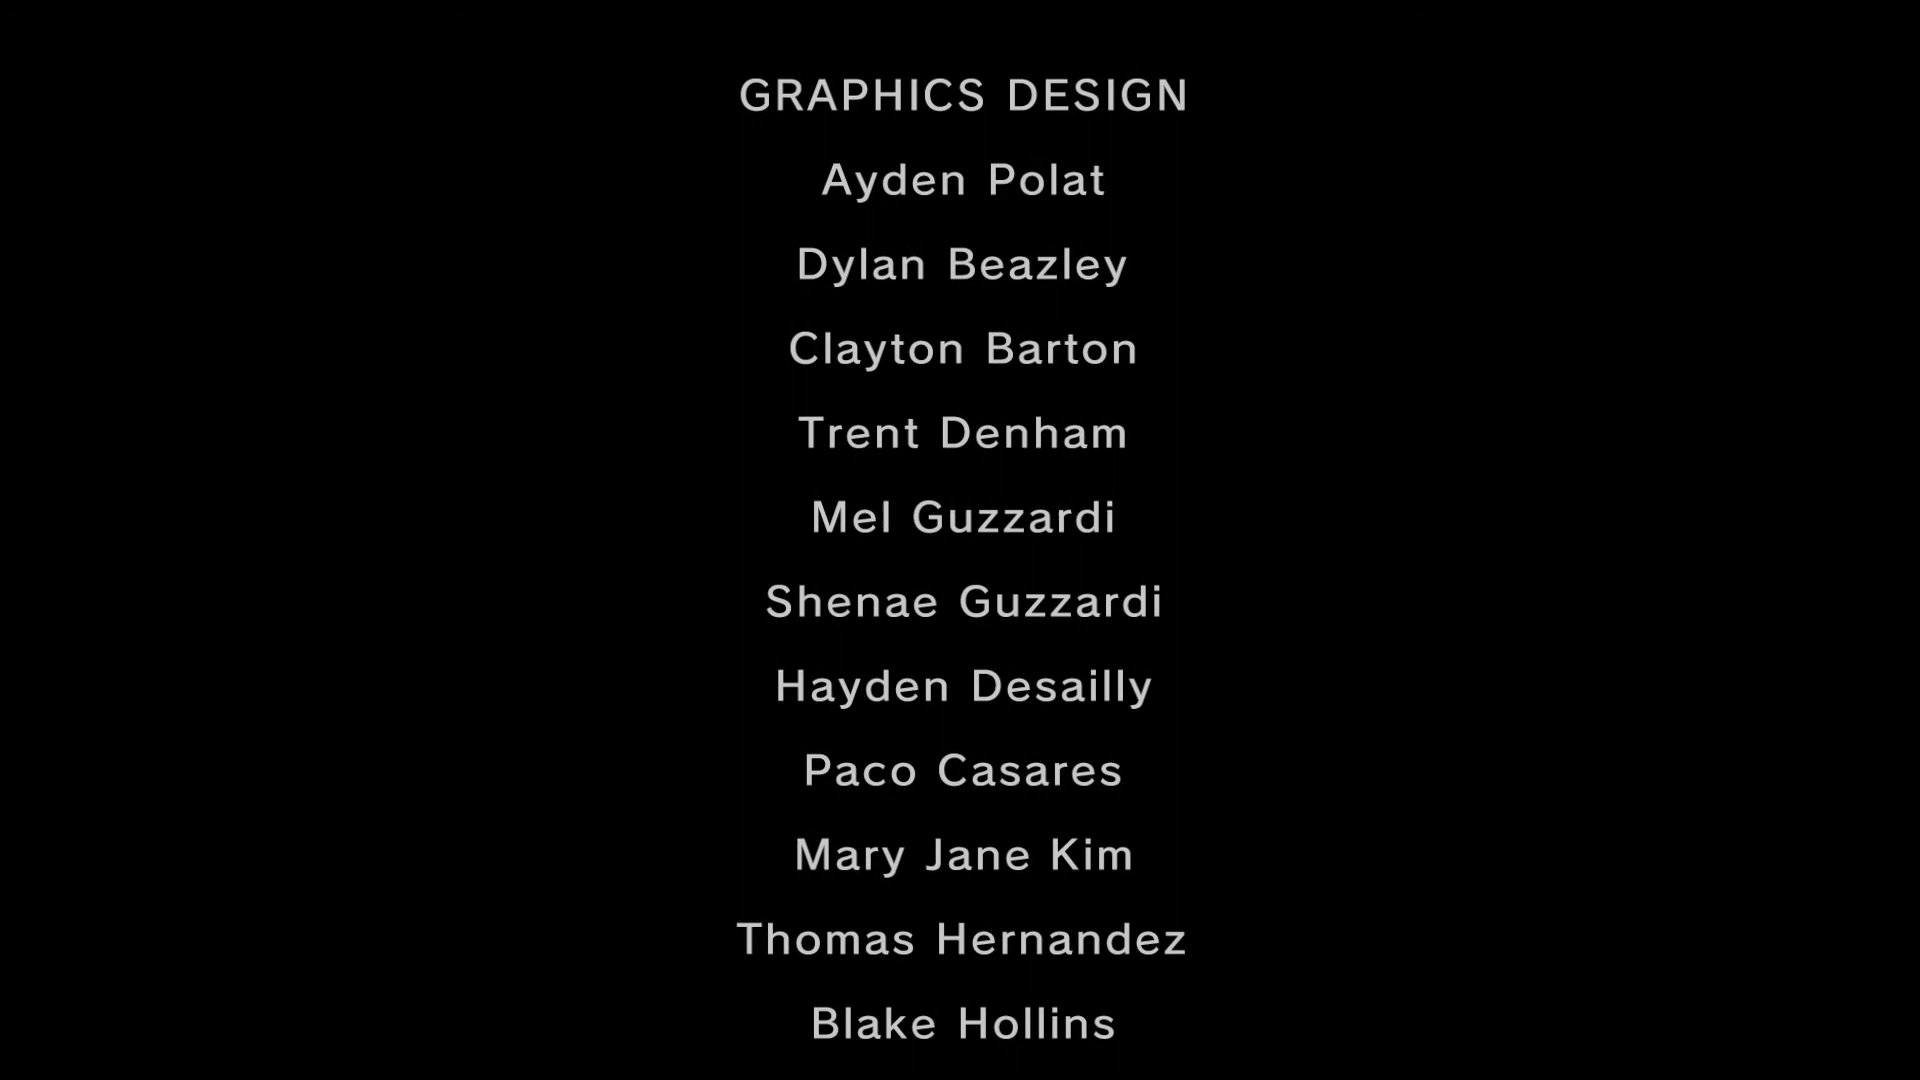 GRAPHICS DESIGN
Ayden Polat
Dylan Beazley
Clayton Barton
Trent Denham
Mel Guzzardi
Shenae Guzzardi
Hayden Desailly
Paco Casares
Mary Jane Kim
Thomas Hernandez
Blake Hollins